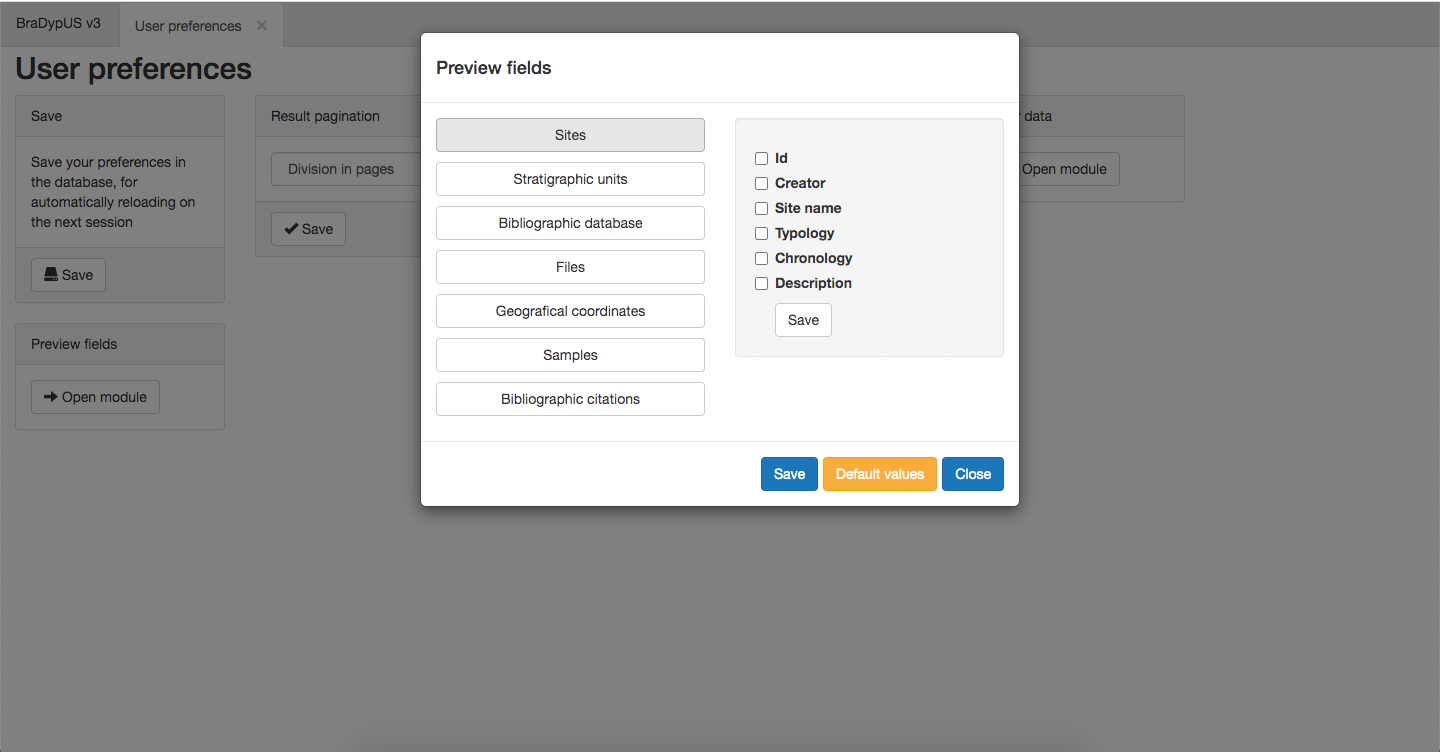 BraDypUS v3
User preferences
User preferences
Save
Save your preferences in
the database, for
automatically reloading on
the next session
Save
Preview fields
Open module
Result pagination
Division in pages
Save
data
Open module
Preview fields
Sites
Stratigraphic units
Bibliographic database
Files
Geografical coordinates
Samples
Bibliographic citations
Id
Creator
Site name
Typology
Chronology
Description
Save
Save
Default values
Close